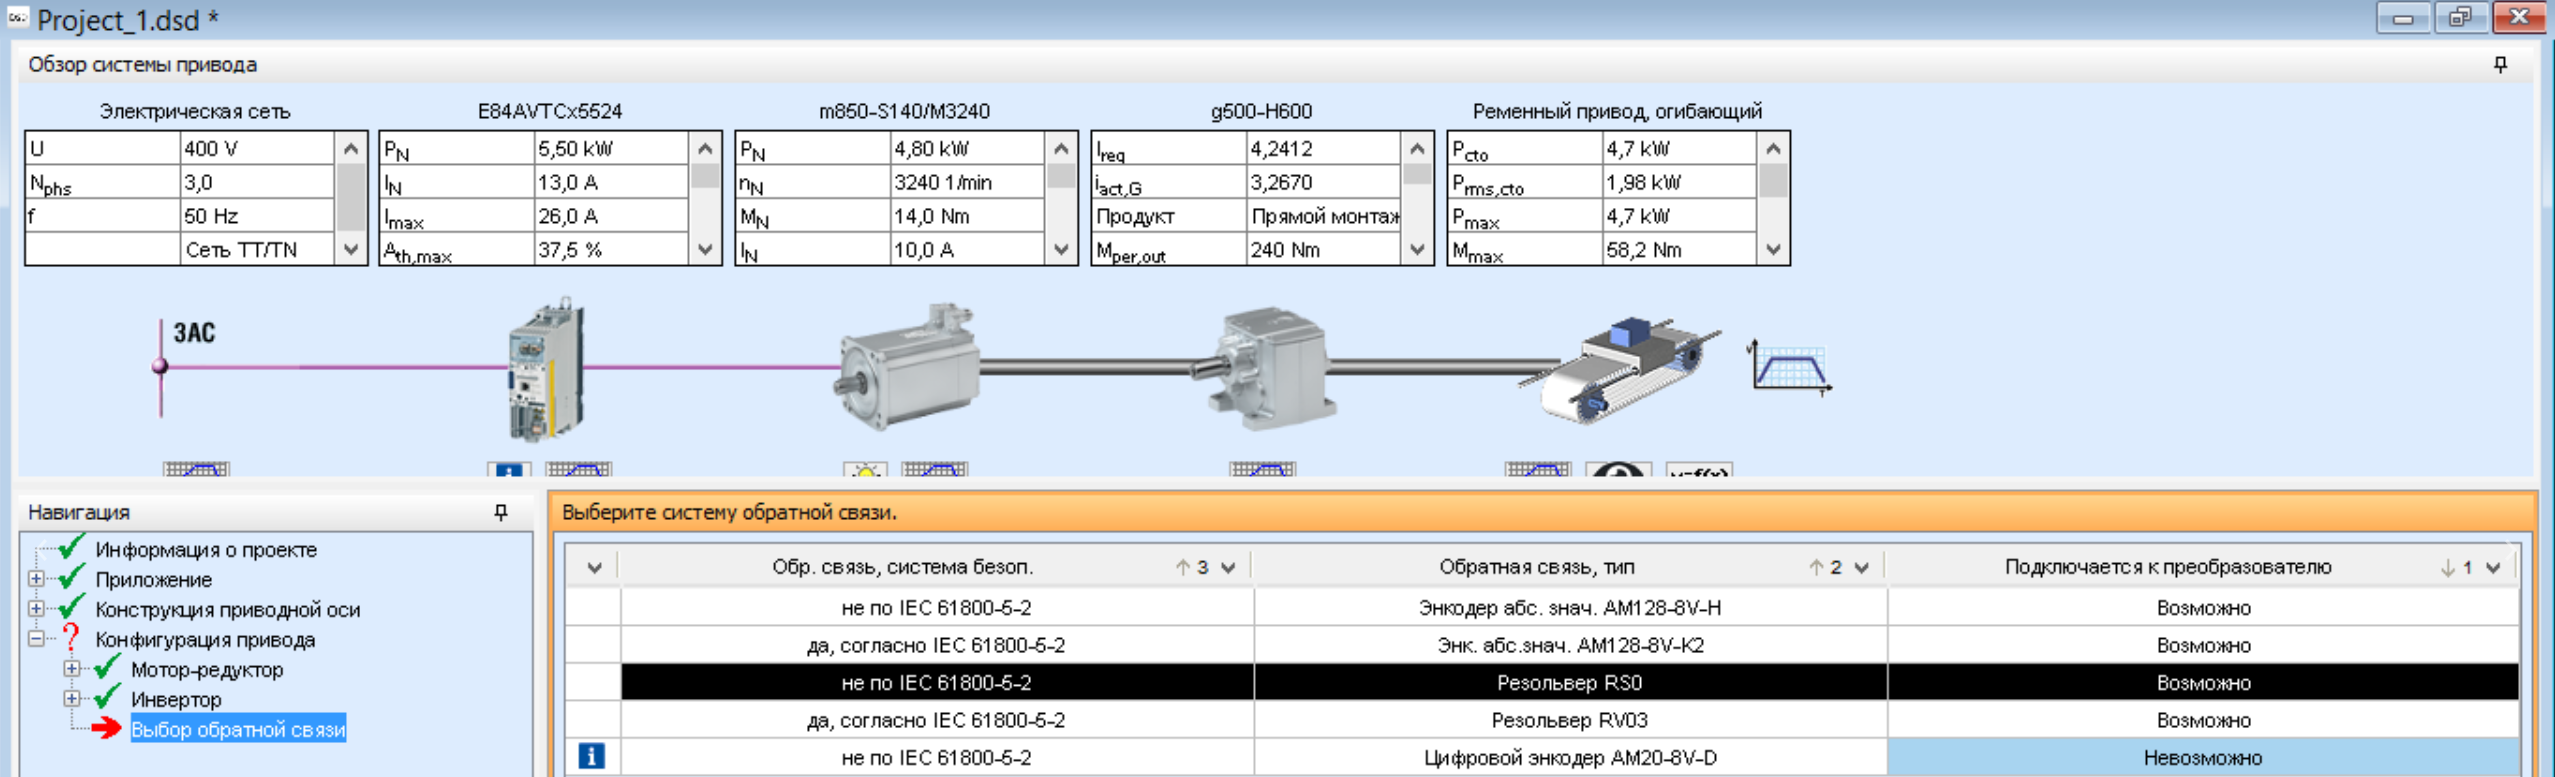 Project_1.dsd *
Обзор системы привода
Электрическая сеть
U 400 V
Nphs 3,0
f 50 Hz
Сеть TT/TN
E84AVTCx5524
PN 5,50 kW
IN 13,0 A
Imax 26,0 A
Ath,max 37,5 %
m850-S140/M3240
PN 4,80 kW
nN 3240 1/min
MN 14,0 Nm
IN 10,0 A
g500-H600
ireq 4,2412
iact,G 3,2670
Продукт Прямой монтаж
Mper,out 240 Nm
Ременный привод, огибающий
Pcto 4,7 kW
Prms,cto 1,98 kW
Pmax 4,7 kW
Mmax 58,2 Nm
3AC
v
T
Навигация
Информация о проекте
Приложение
Конструкция приводной оси
Конфигурация привода
Мотор-редуктор
Инвертор
Выбор обратной связи
Выберите систему обратной связи.
Обр. связь, система безоп. 3 Обратная связь, тип 2 Подключается к преобразователю 1
не по IEC 61800-5-2 Энкодер абс. знач. AM128-8V-H Возможно
да, согласно IEC 61800-5-2 Энк. абс.знач. AM128-8V-K2 Возможно
не по IEC 61800-5-2 Резольвер RS0 Возможно
да, согласно IEC 61800-5-2 Резольвер RV03 Возможно
i не по IEC 61800-5-2 Цифровой энкодер AM20-8V-D Невозможно